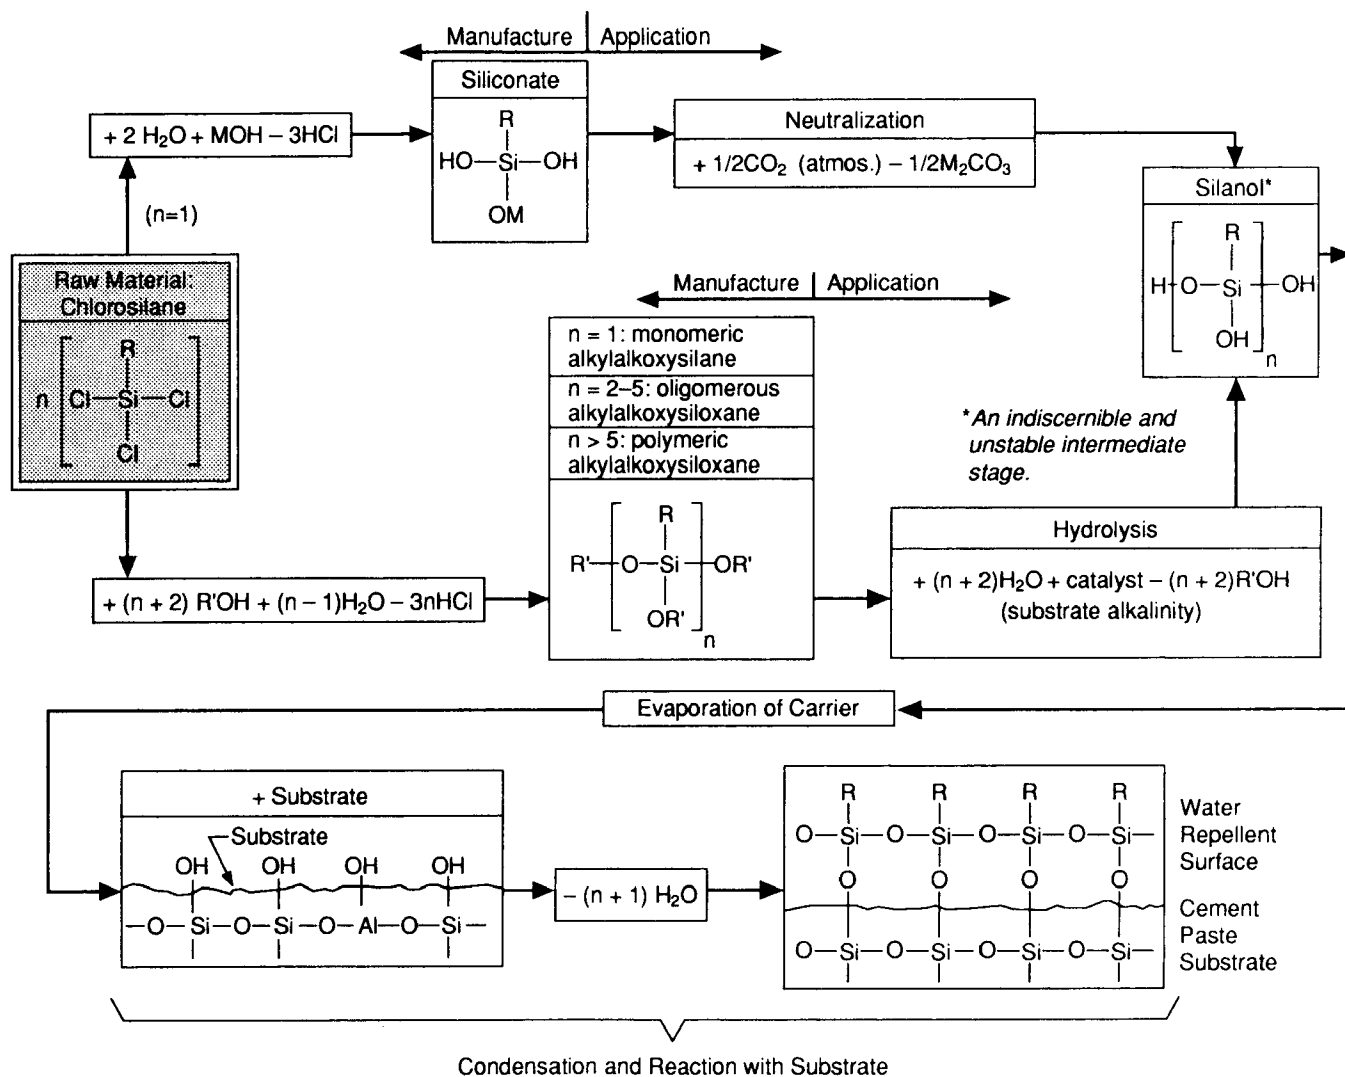 Manufacture Application
Siliconate
R
HO—Si—OH
OM
+ 2 H₂O + MOH – 3HCl
(n=1)
Neutralization
+ 1/2CO₂ (atmos.) – 1/2M₂CO₃
Silanol*
R
H O—Si—OH
OH
n
Raw Material:
Chlorosilane
R
n Cl—Si—Cl
Cl
Manufacture Application
n = 1: monomeric
alkylalkoxysilane
n = 2–5: oligomerous
alkylalkoxysiloxane
n > 5: polymeric
alkylalkoxysiloxane
R
R'—O—Si—OR'
OR'
n
*An indiscernible and
unstable intermediate
stage.
Hydrolysis
+ (n + 2)H₂O + catalyst – (n + 2)R'OH
(substrate alkalinity)
+ (n + 2) R'OH + (n – 1)H₂O – 3nHCl
Evaporation of Carrier
+ Substrate
Substrate
OH OH OH OH
—O—Si—O—Si—O—Al—O—Si—
– (n + 1) H₂O
R R R R
O—Si—O—Si—O—Si—O—Si—
O O O O
O—Si—O—Si—O—Si—O—Si—
Water
Repellent
Surface
Cement
Paste
Substrate
Condensation and Reaction with Substrate